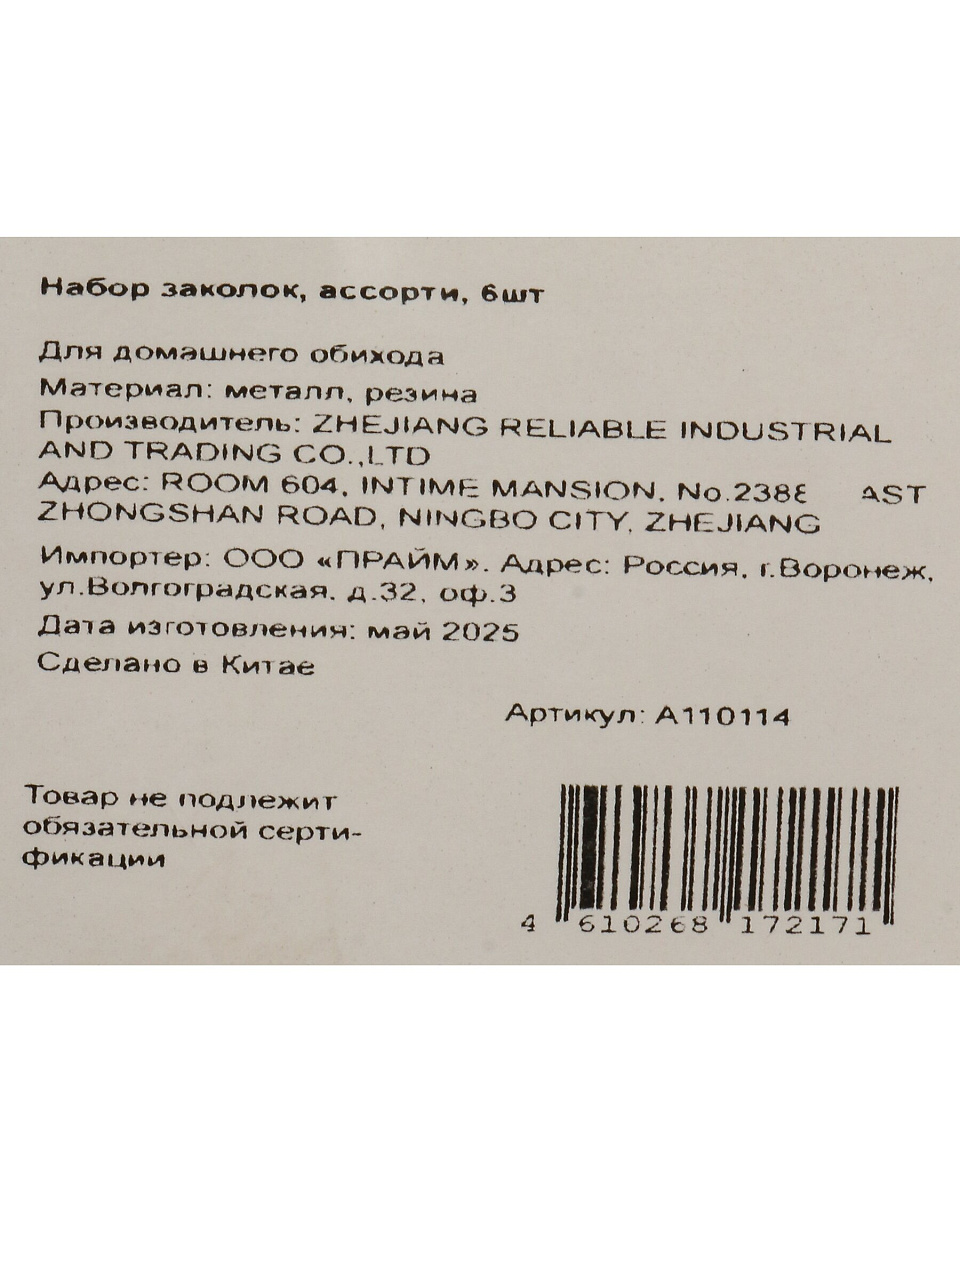 Набор заколок, ассорти, 6шт
Для домашнего обихода
Материал: металл, резина
Производитель: ZHEJIANG RELIABLE INDUSTRIAL
AND TRADING CO.,LTD
Адрес: ROOM 604, INTIME MANSION, No.
ZHONGSHAN ROAD, NINGBO CITY, ZHEJIANG
Импортер: ООО «ПРАЙМ». Адрес: Россия, г.Воронеж,
ул.Волгоградская, д.32, оф.3
Дата изготовления: май 2025
Сделано в Китае
Артикул: А110114
Товар не подлежит
обязательной серти-
фикации
4 610268 172171